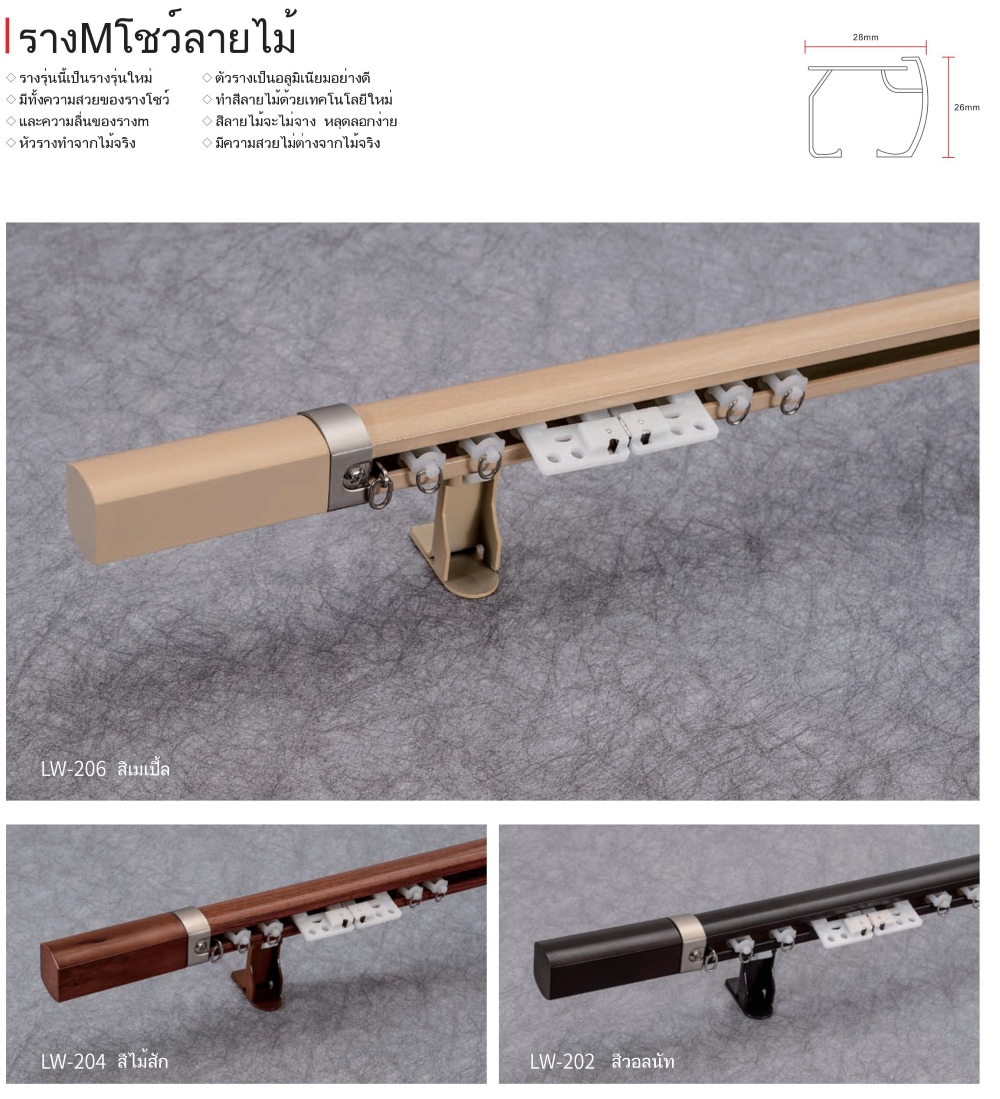 รางMโชว์ลายไม้
รางรุ่นนี้เป็นรางรุ่นใหม่
มีทั้งความสวยของรางโชว์
และความลื่นของรางm
หัวรางทำจากไม้จริง
ตัวรางเป็นอลูมิเนียมอย่างดี
ทำสีลายไม้ด้วยเทคโนโลยีใหม่
สีลายไม้จะไม่จาง หลุดลอกง่าย
มีความสวยไม่ต่างจากไม้จริง
28mm
26mm
LW-206 สีเมเปิ้ล
LW-204 สีไม้สัก
LW-202 สีวอลนัท